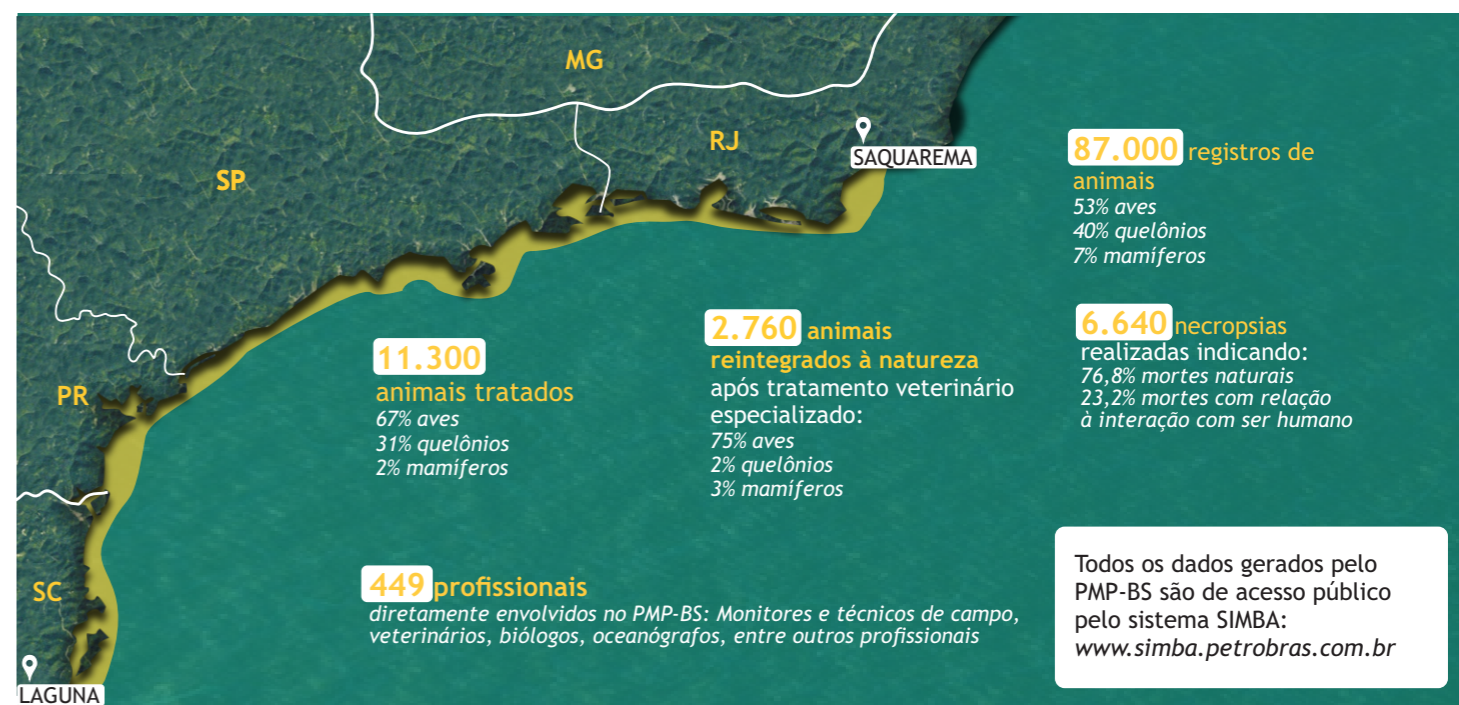 MG
RJ
SP
PR
SC
SAQUAREMA
LAGUNA
87.000 registros de
animais
53% aves
40% quelônios
7% mamíferos
11.300
animais tratados
67% aves
31% quelônios
2% mamíferos
2.760 animais
reintegrados à natureza
após tratamento veterinário
especializado:
75% aves
2% quelônios
3% mamíferos
6.640 necropsias
realizadas indicando:
76,8% mortes naturais
23,2% mortes com relação
à interação com ser humano
449 profissionais
diretamente envolvidos no PMP-BS: Monitores e técnicos de campo,
veterinários, biólogos, oceanógrafos, entre outros profissionais
Todos os dados gerados pelo
PMP-BS são de acesso público
pelo sistema SIMBA:
www.simba.petrobras.com.br